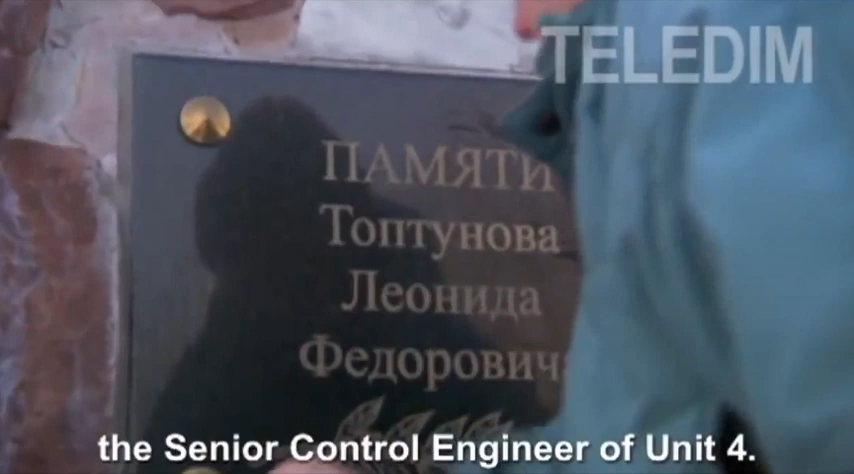 TELEDIM
ПАМЯТИ
Топтунова
Леонида
Федорович
the Senior Control Engineer of Unit 4.